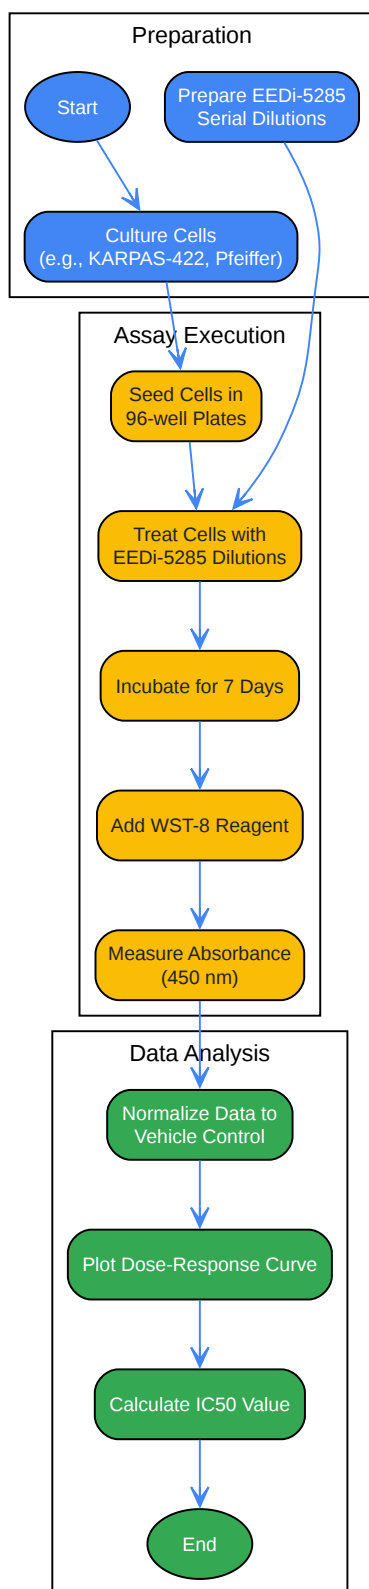 Preparation
Start
Prepare EEDi-5285
Serial Dilutions
Culture Cells
(e.g., KARPAS-422, Pfeiffer)
Assay Execution
Seed Cells in
96-well Plates
Treat Cells with
EEDi-5285 Dilutions
Incubate for 7 Days
Add WST-8 Reagent
Measure Absorbance
(450 nm)
Data Analysis
Normalize Data to
Vehicle Control
Plot Dose-Response Curve
Calculate IC50 Value
End